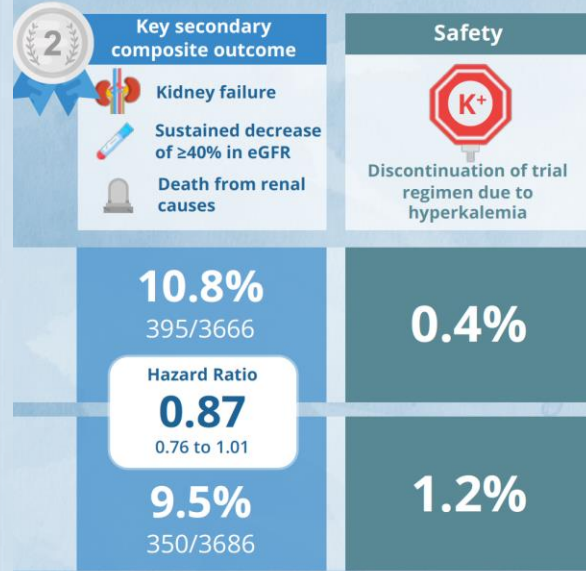 2
Key secondary
composite outcome
Kidney failure
Sustained decrease
of ≥40% in eGFR
Death from renal
causes
Safety
K+
Discontinuation of trial
regimen due to
hyperkalemia
10.8%
395/3666
0.4%
Hazard Ratio
0.87
0.76 to 1.01
9.5%
350/3686
1.2%